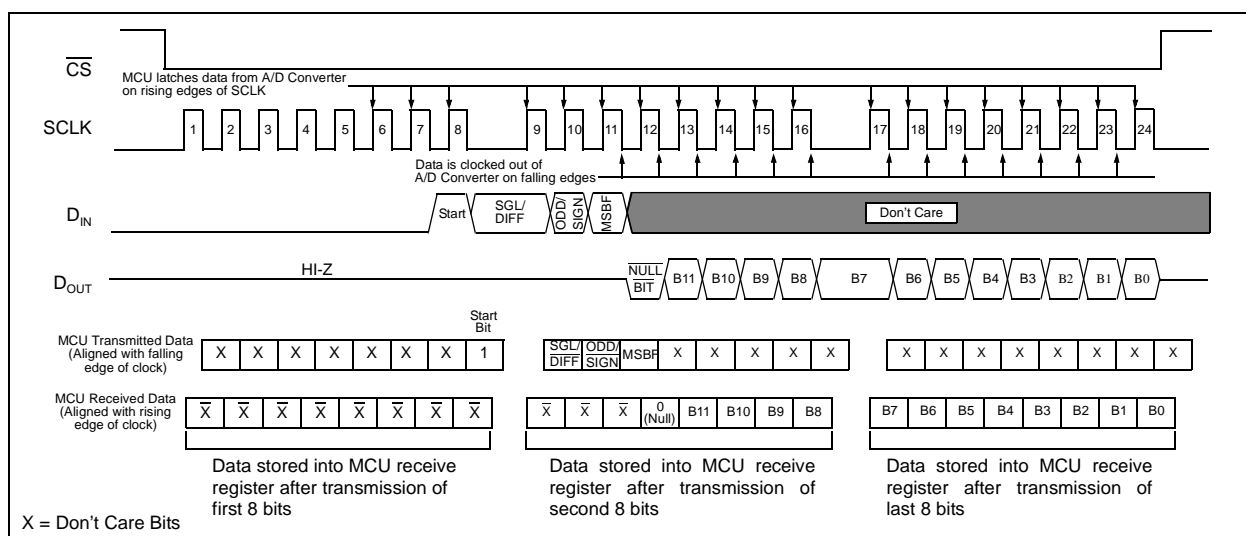 CS
MCU latches data from A/D Converter
on rising edges of SCLK
SCLK
1 2 3 4 5 6 7 8 9 10 11 12 13 14 15 16 17 18 19 20 21 22 23 24
Data is clocked out of
A/D Converter on falling edges
DIN
Start
SGL/
DIFF
ODD/
SIGN
MSBF
Don't Care
HI-Z
DOUT
NULL
BIT
B11 B10 B9 B8 B7 B6 B5 B4 B3 B2 B1 B0
Start
Bit
MCU Transmitted Data
(Aligned with falling
edge of clock)
X X X X X X X 1
SGL/
DIFF
ODD/
SIGN
MSBF X X X X X
X X X X X X X X
MCU Received Data
(Aligned with rising
edge of clock)
X X X X X X X X
X X X 0
(Null)
B11 B10 B9 B8
B7 B6 B5 B4 B3 B2 B1 B0
Data stored into MCU receive
register after transmission of
first 8 bits
Data stored into MCU receive
register after transmission of
second 8 bits
Data stored into MCU receive
register after transmission of
last 8 bits
X = Don't Care Bits